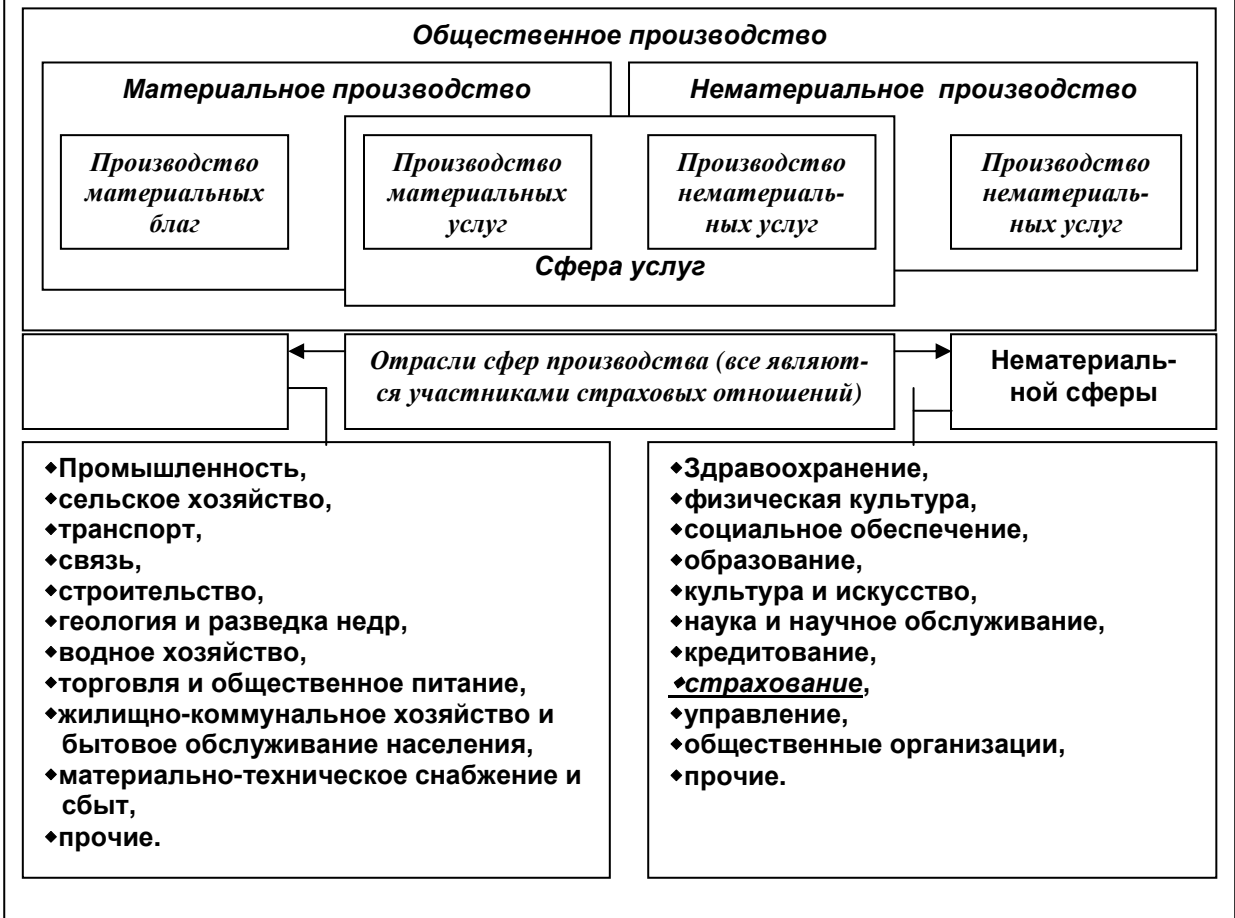 Общественное производство
Материальное производство
Нематериальное производство
Производство
материальных
благ
Производство
материальных
услуг
Производство
нематериаль-
ных услуг
Производство
нематериаль-
ных услуг
Сфера услуг
Отрасли сфер производства (все являют-
ся участниками страховых отношений)
Нематериаль-
ной сферы
◆Промышленность,
◆сельское хозяйство,
◆транспорт,
◆связь,
◆строительство,
◆геология и разведка недр,
◆водное хозяйство,
◆торговля и общественное питание,
◆жилищно-коммунальное хозяйство и
бытовое обслуживание населения,
◆материально-техническое снабжение и
сбыт,
◆прочие.
◆Здравоохранение,
◆физическая культура,
◆социальное обеспечение,
◆образование,
◆культура и искусство,
◆наука и научное обслуживание,
◆кредитование,
◆страхование,
◆управление,
◆общественные организации,
◆прочие.